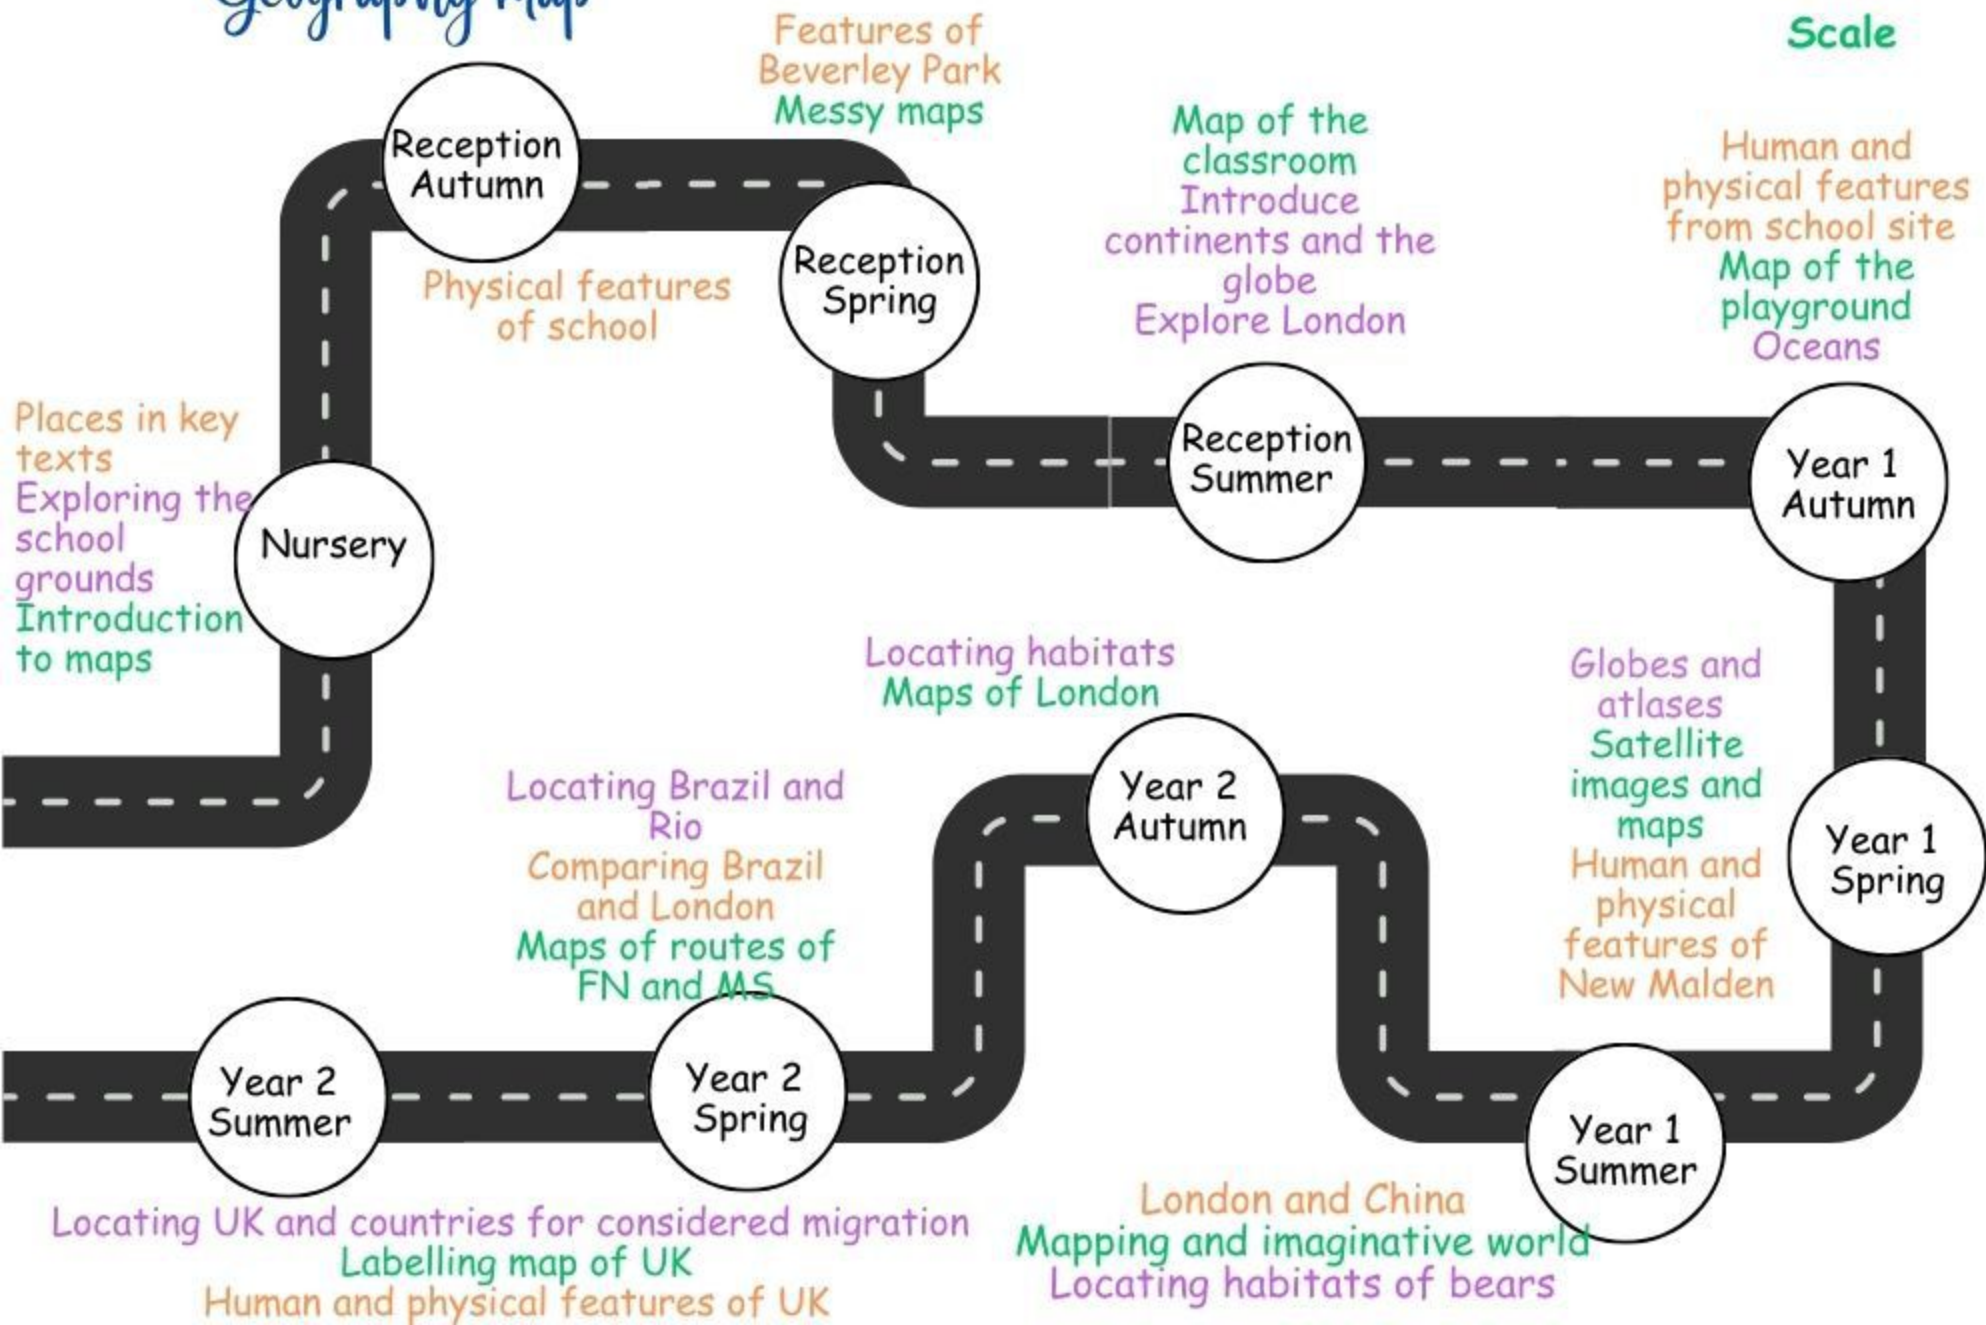 Geography Map
Features of
Beverley Park
Messy maps
Scale
Reception
Autumn
Physical features
of school
Reception
Spring
Map of the
classroom
Introduce
continents and the
globe
Explore London
Human and
physical features
from school site
Map of the
playground
Oceans
Places in key
texts
Exploring the
school
grounds
Introduction
to maps
Nursery
Reception
Summer
Year 1
Autumn
Locating habitats
Maps of London
Globes and
atlases
Satellite
images and
maps
Human and
physical
features of
New Malden
Year 1
Spring
Locating Brazil and
Rio
Comparing Brazil
and London
Maps of routes of
FN and MS
Year 2
Autumn
Year 2
Summer
Year 2
Spring
Year 1
Summer
Locating UK and countries for considered migration
Labelling map of UK
Human and physical features of UK
London and China
Mapping and imaginative world
Locating habitats of bears